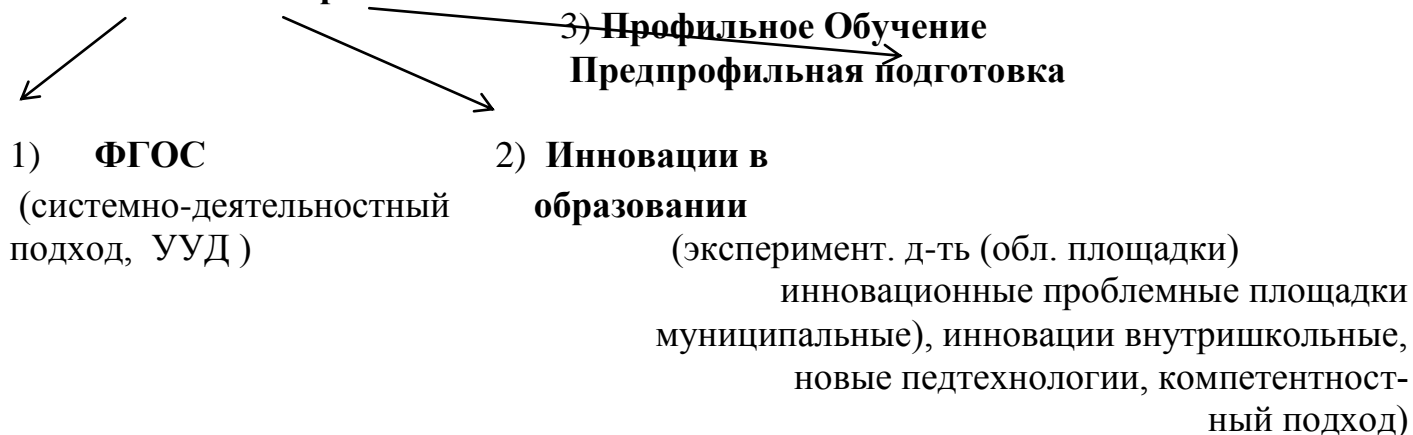 3) Профильное Обучение
Предпрофильная подготовка
1) ФГОС
(системно-деятельностный
подход, УУД )
2) Инновации в
образовании
(эксперимент. д-ть (обл. площадки)
инновационные проблемные площадки
муниципальные), инновации внутришкольные,
новые педтехнологии, компетентност-
ный подход)